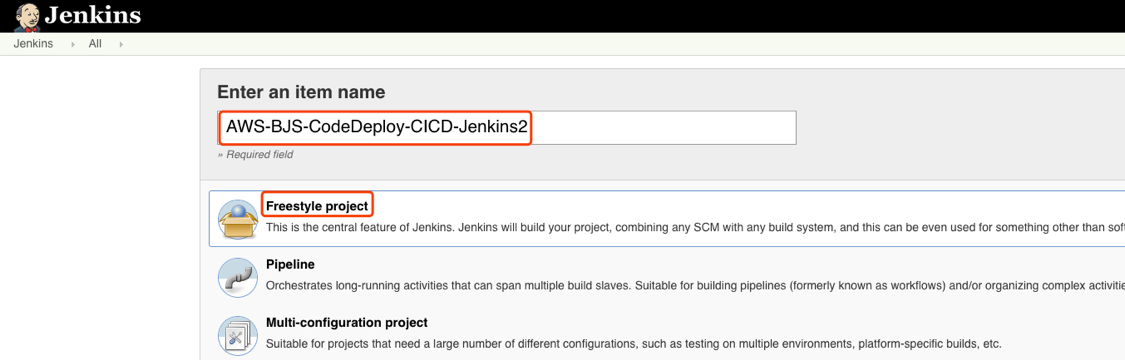 Jenkins
Jenkins All
Enter an item name
AWS-BJS-CodeDeploy-CICD-Jenkins2
» Required field
Freestyle project
This is the central feature of Jenkins. Jenkins will build your project, combining any SCM with any build system, and this can be even used for something other than sof
Pipeline
Orchestrates long-running activities that can span multiple build slaves. Suitable for building pipelines (formerly known as workflows) and/or organizing complex activitie
Multi-configuration project
Suitable for projects that need a large number of different configurations, such as testing on multiple environments, platform-specific builds, etc.